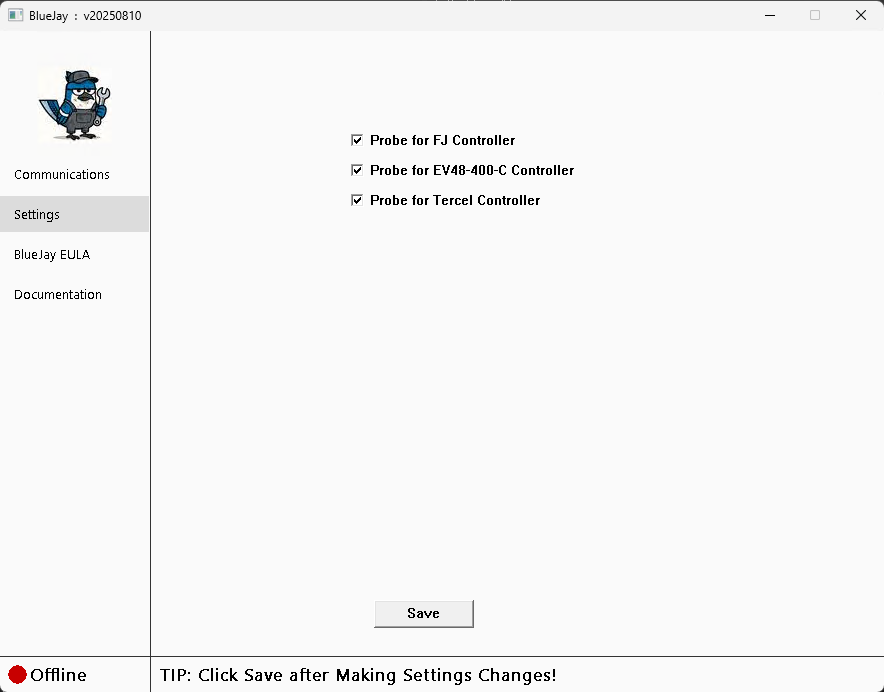 BlueJay : v20250810
Communications
Settings
BlueJay EULA
Documentation
Probe for FJ Controller
Probe for EV48-400-C Controller
Probe for Tercel Controller
Save
Offline
TIP: Click Save after Making Settings Changes!